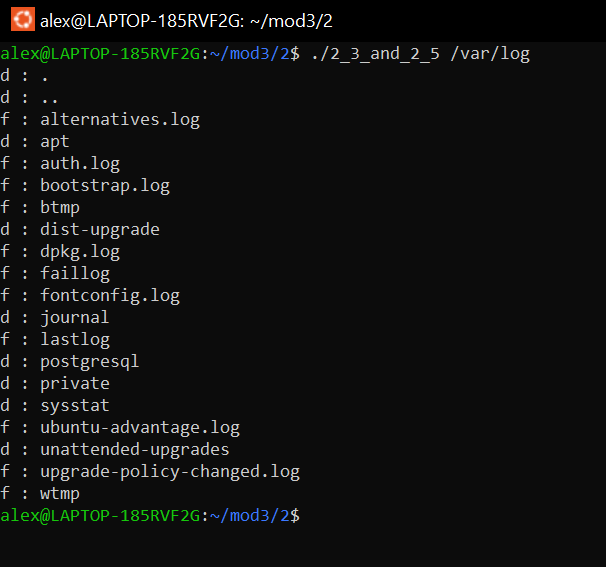 alex@LAPTOP-185RVF2G: ~/mod3/2
alex@LAPTOP-185RVF2G:~/mod3/2$ ./2_3_and_2_5 /var/log
d : .
d : ..
f : alternatives.log
d : apt
f : auth.log
f : bootstrap.log
f : btmp
d : dist-upgrade
f : dpkg.log
f : faillog
f : fontconfig.log
d : journal
f : lastlog
d : postgresql
d : private
d : sysstat
f : ubuntu-advantage.log
d : unattended-upgrades
f : upgrade-policy-changed.log
f : wtmp
alex@LAPTOP-185RVF2G:~/mod3/2$